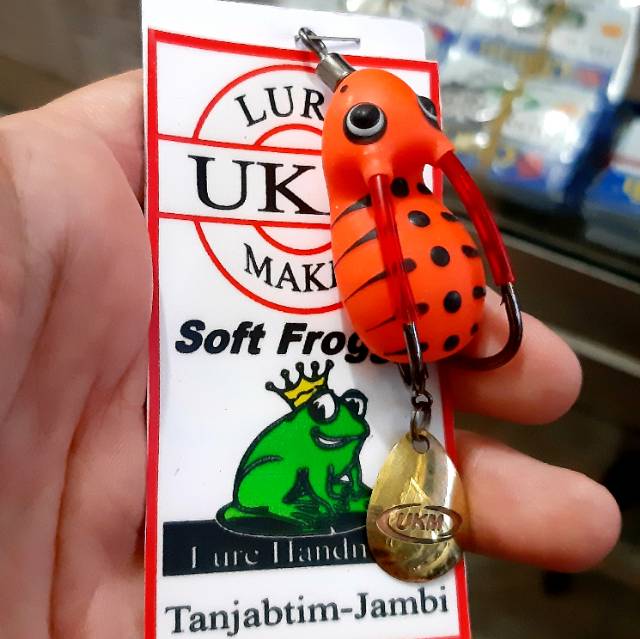 LUR
UK
MAK
Soft Frog
Lure Handm
UKM
Tanjabtim-Jambi